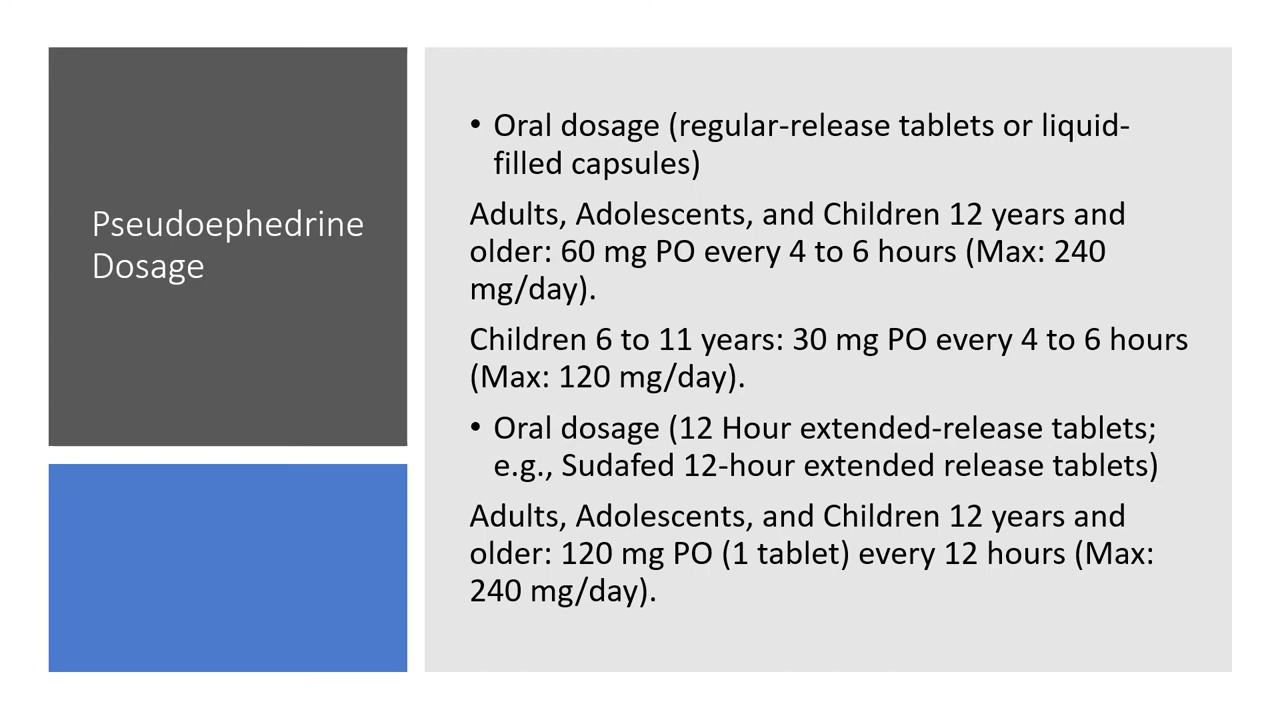 Pseudoephedrine
Dosage
• Oral dosage (regular-release tablets or liquid-
filled capsules)
Adults, Adolescents, and Children 12 years and
older: 60 mg PO every 4 to 6 hours (Max: 240
mg/day).
Children 6 to 11 years: 30 mg PO every 4 to 6 hours
(Max: 120 mg/day).
• Oral dosage (12 Hour extended-release tablets;
e.g., Sudafed 12-hour extended release tablets)
Adults, Adolescents, and Children 12 years and
older: 120 mg PO (1 tablet) every 12 hours (Max:
240 mg/day).